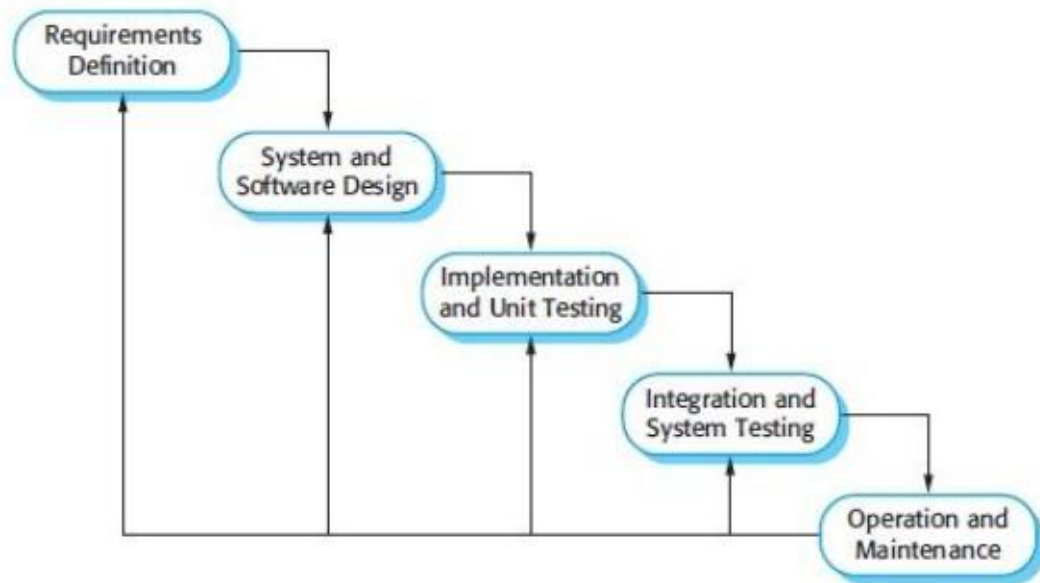 Requirements
Definition
System and
Software Design
Implementation
and Unit Testing
Integration and
System Testing
Operation and
Maintenance